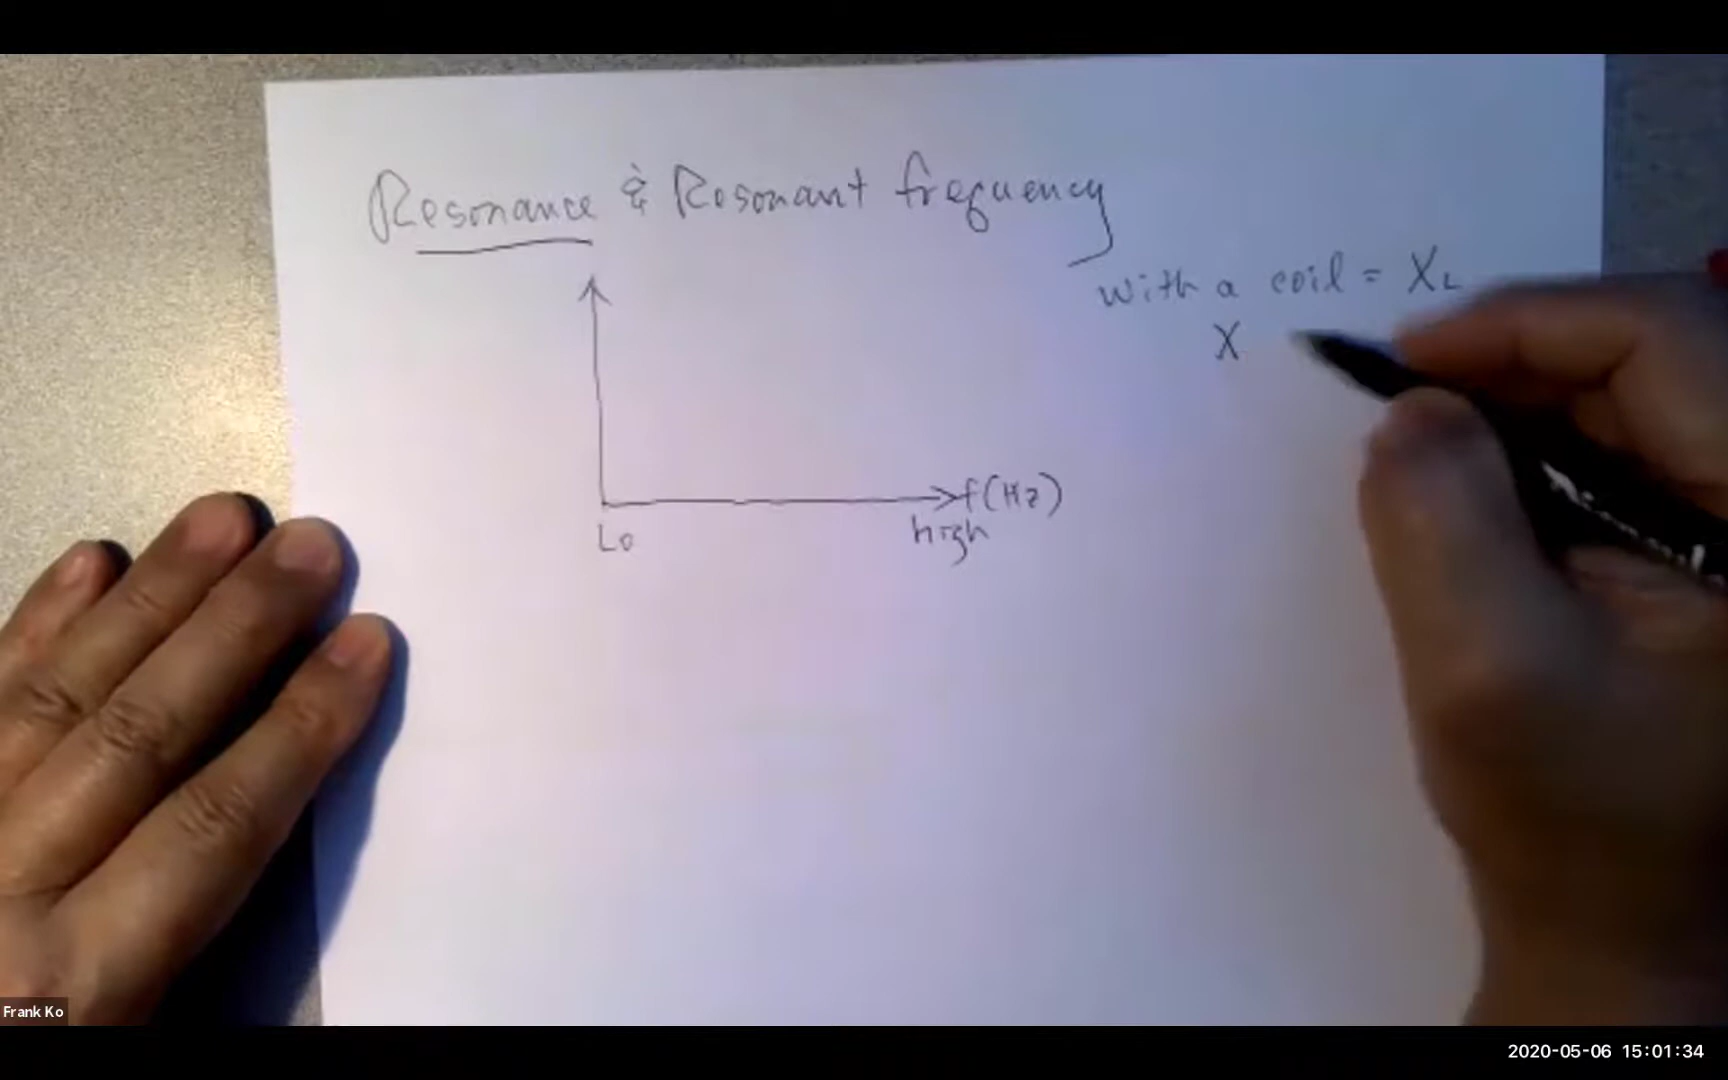 Resonance & Resonant frequency
with a coil = XL
X
f(Hz)
Lo
high
Frank Ko
2020-05-06 15:01:34